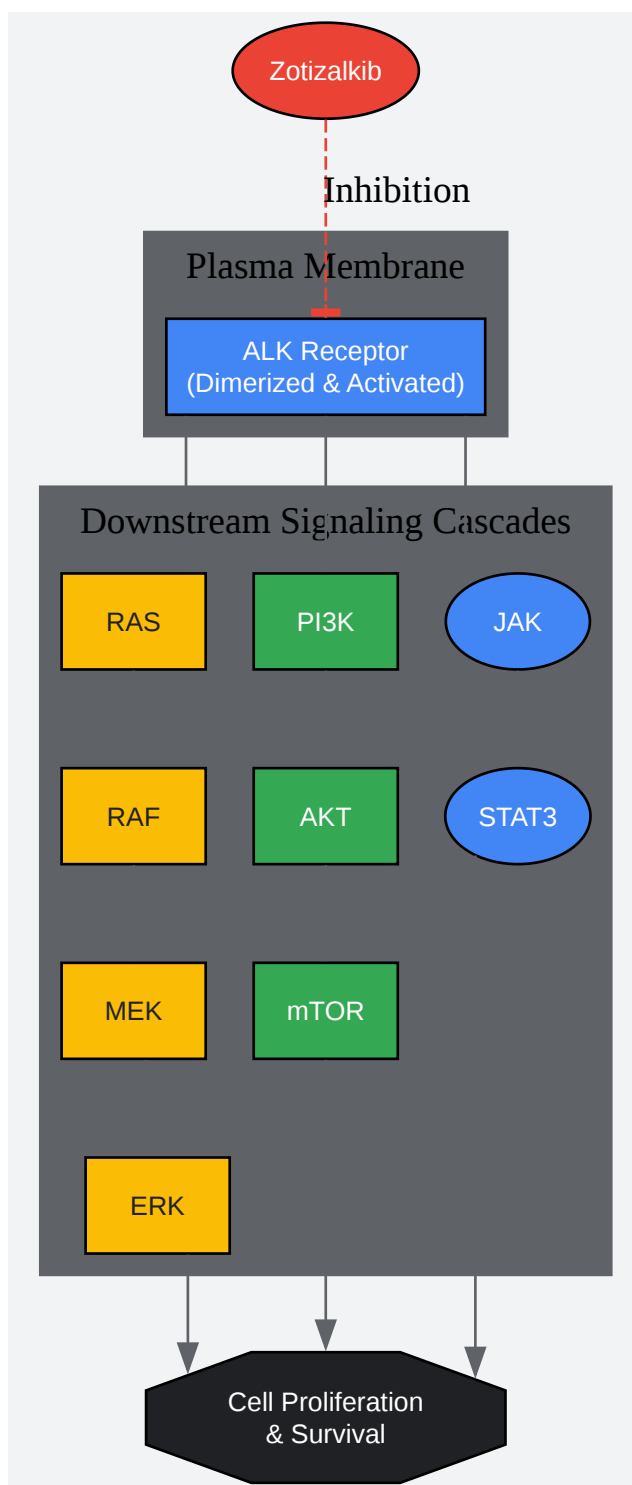 Zotizalkib
Inhibition
Plasma Membrane
ALK Receptor
(Dimerized & Activated)
Downstream Signaling Cascades
RAS
PI3K
JAK
RAF
AKT
STAT3
MEK
mTOR
ERK
Cell Proliferation
& Survival